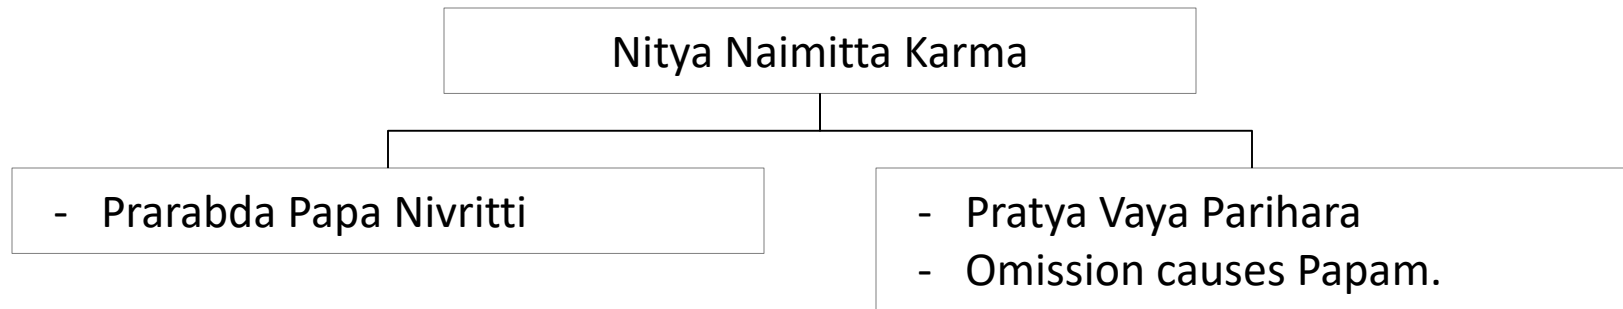 Nitya Naimitta Karma
- Prarabda Papa Nivritti
- Pratya Vaya Parihara
- Omission causes Papam.